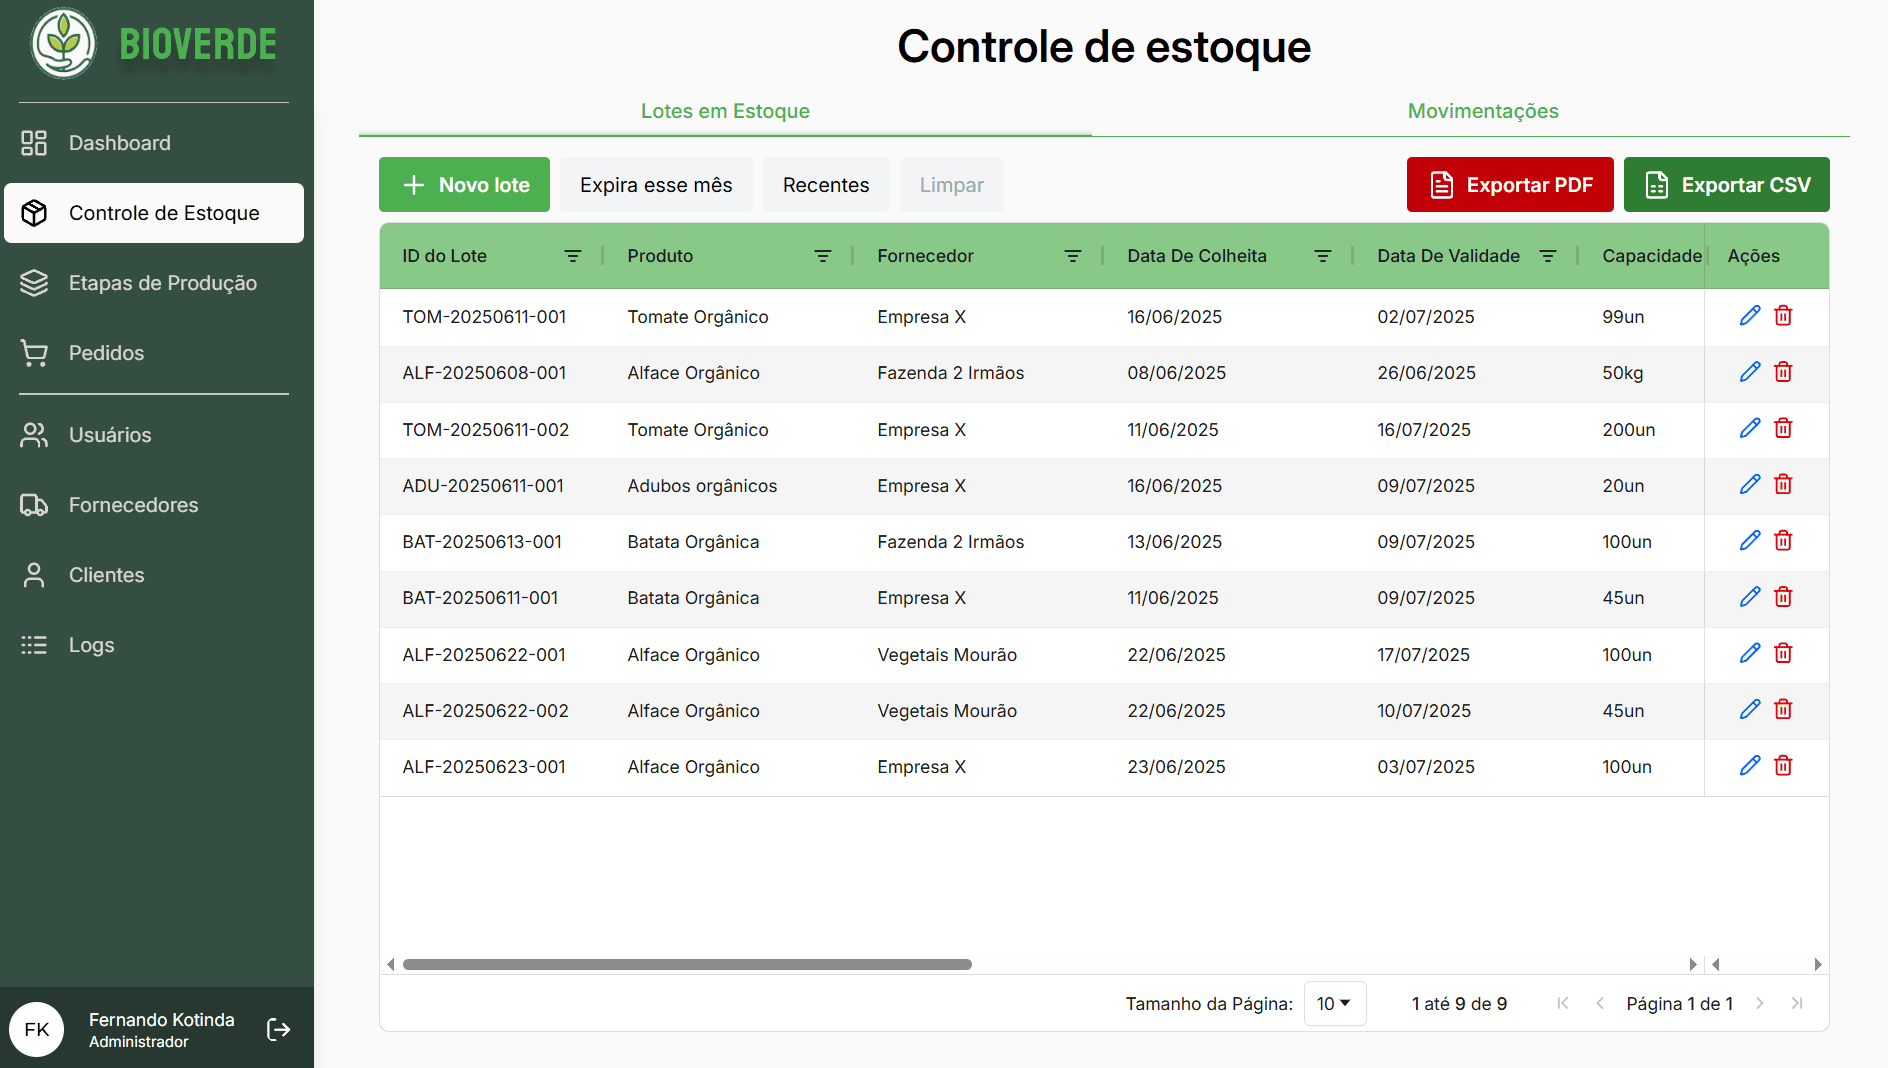 BIOVERDE
Dashboard
Controle de Estoque
Etapas de Produção
Pedidos
Usuários
Fornecedores
Clientes
Logs
FK
Fernando Kotinda
Administrador
Controle de estoque
Lotes em Estoque Movimentações
Novo lote Expira esse mês Recentes Limpar Exportar PDF Exportar CSV
ID do Lote Produto Fornecedor Data De Colheita Data De Validade Capacidade Ações
TOM-20250611-001 Tomate Orgânico Empresa X 16/06/2025 02/07/2025 99un
ALF-20250608-001 Alface Orgânico Fazenda 2 Irmãos 08/06/2025 26/06/2025 50kg
TOM-20250611-002 Tomate Orgânico Empresa X 11/06/2025 16/07/2025 200un
ADU-20250611-001 Adubos orgânicos Empresa X 16/06/2025 09/07/2025 20un
BAT-20250613-001 Batata Orgânica Fazenda 2 Irmãos 13/06/2025 09/07/2025 100un
BAT-20250611-001 Batata Orgânica Empresa X 11/06/2025 09/07/2025 45un
ALF-20250622-001 Alface Orgânico Vegetais Mourão 22/06/2025 17/07/2025 100un
ALF-20250622-002 Alface Orgânico Vegetais Mourão 22/06/2025 10/07/2025 45un
ALF-20250623-001 Alface Orgânico Empresa X 23/06/2025 03/07/2025 100un
Tamanho da Página: 10 1 até 9 de 9 Página 1 de 1